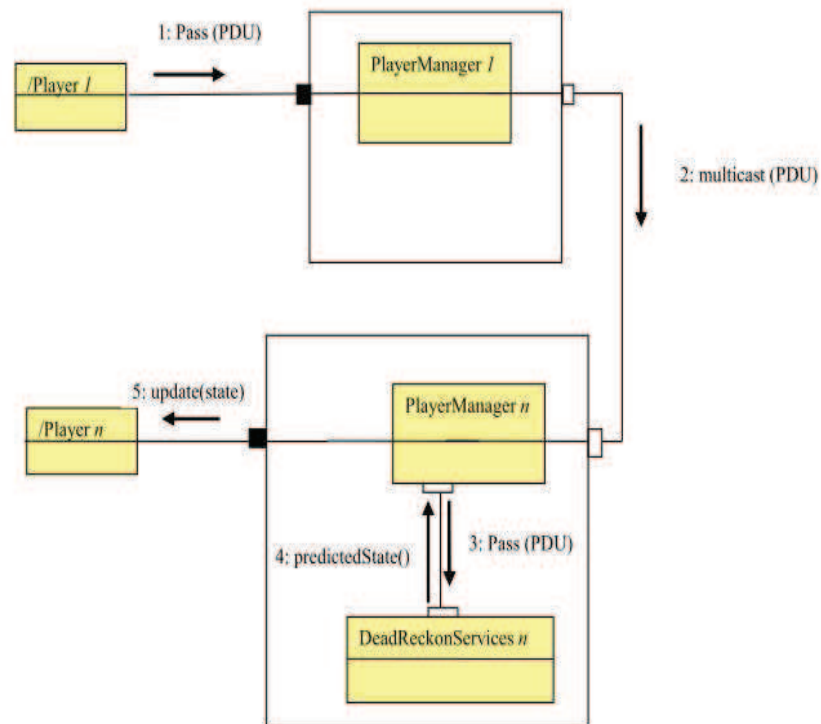 1: Pass (PDU)
/Player 1
PlayerManager 1
2: multicast (PDU)
5: update(state)
/Player n
PlayerManager n
4: predictedState()
3: Pass (PDU)
DeadReckonServices n